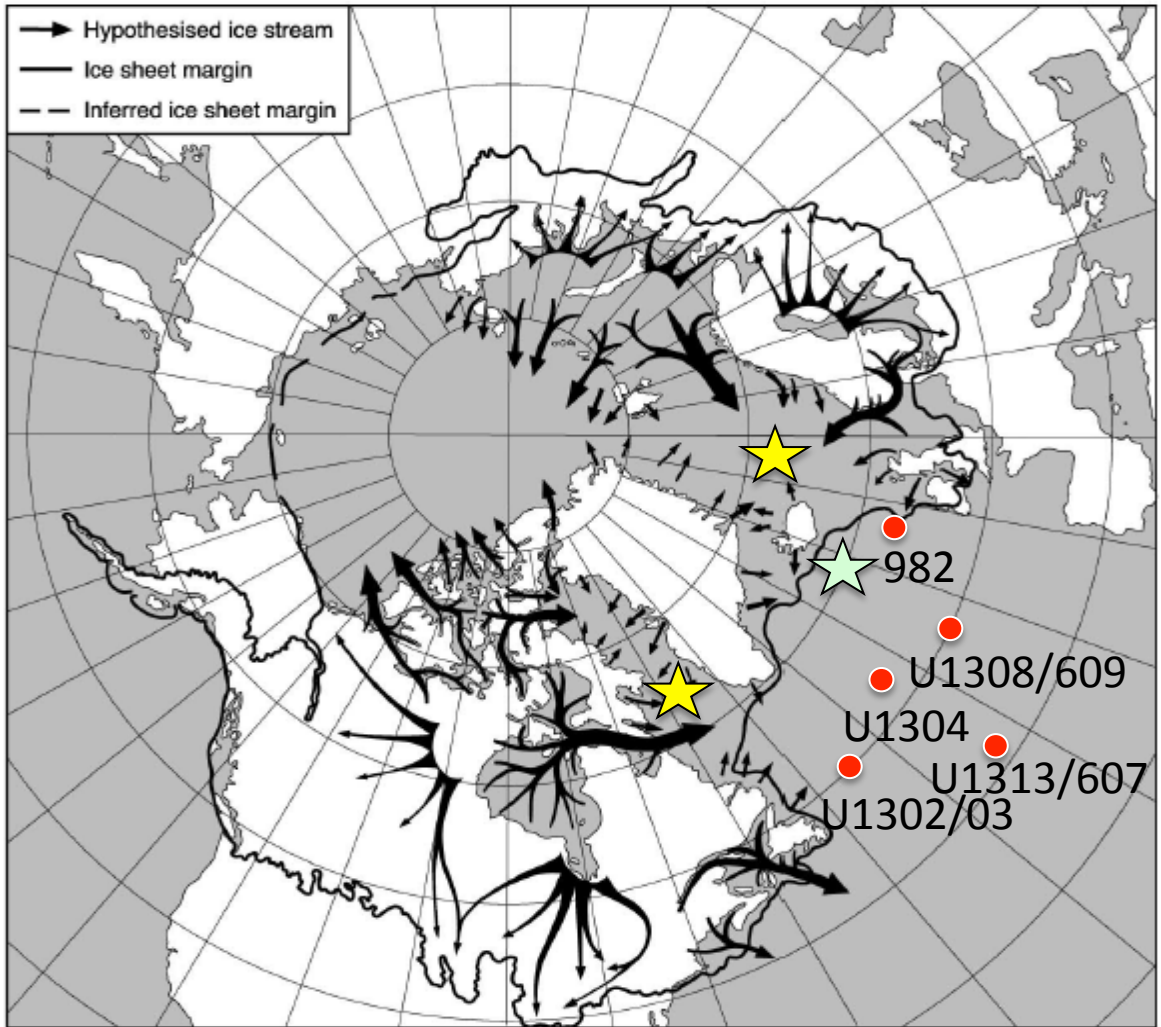 Hypothesised ice stream
Ice sheet margin
Inferred ice sheet margin
982
U1308/609
U1304
U1313/607
U1302/03